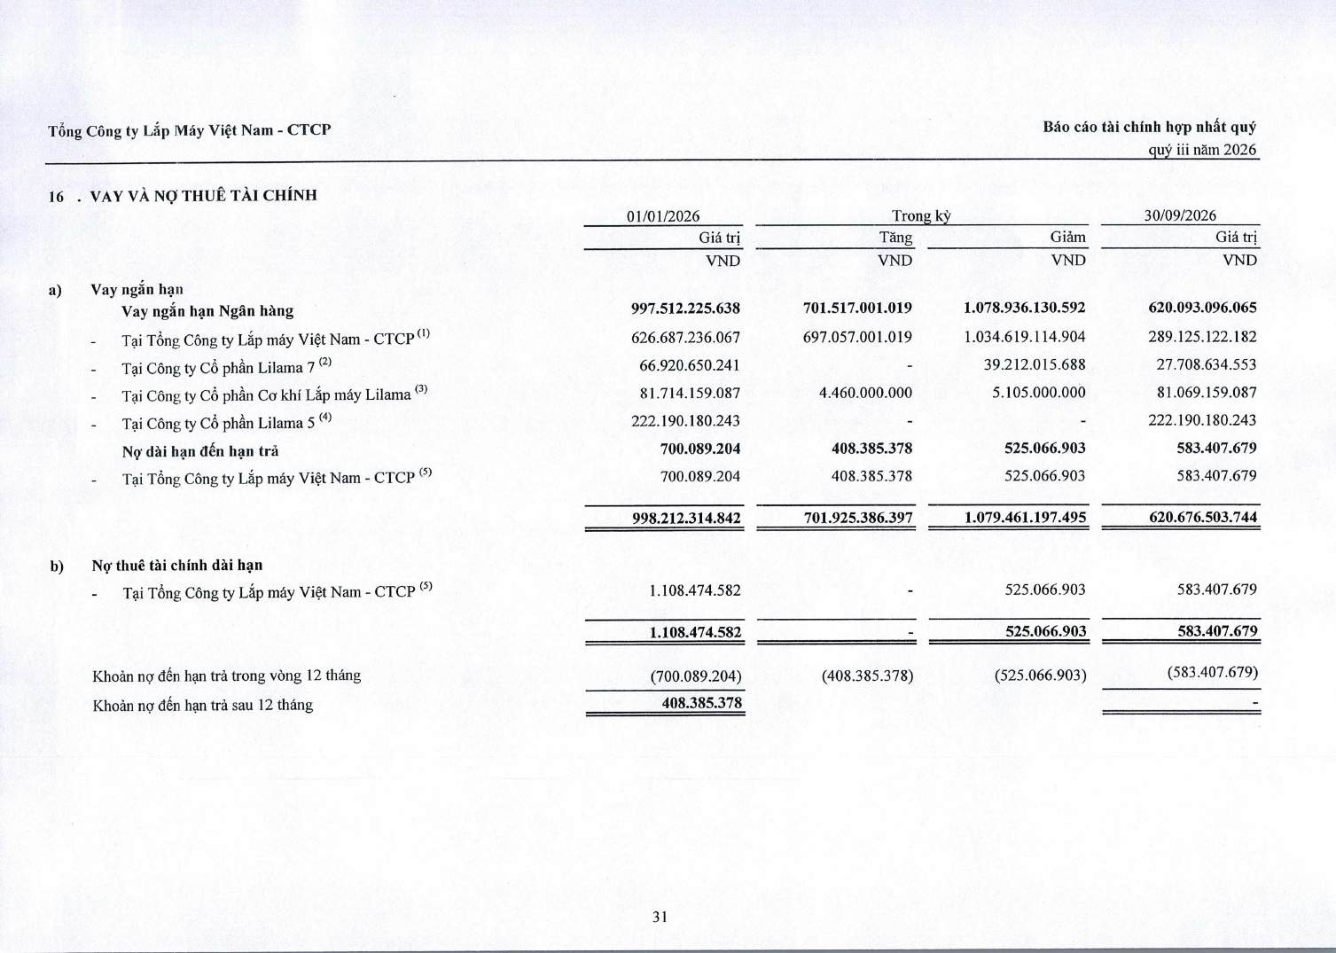 Tổng Công ty Lắp Máy Việt Nam - CTCP
Báo cáo tài chính hợp nhất quý
quý iii năm 2026
16 . VAY VÀ NỢ THUÊ TÀI CHÍNH
01/01/2026 Trong kỳ 30/09/2026
Giá trị Tăng Giảm Giá trị
VND VND VND VND
a) Vay ngắn hạn
Vay ngắn hạn Ngân hàng 997.512.225.638 701.517.001.019 1.078.936.130.592 620.093.096.065
- Tại Tổng Công ty Lắp máy Việt Nam - CTCP (1) 626.687.236.067 697.057.001.019 1.034.619.114.904 289.125.122.182
- Tại Công ty Cổ phần Lilama 7 (2) 66.920.650.241 - 39.212.015.688 27.708.634.553
- Tại Công ty Cổ phần Cơ khí Lắp máy Lilama (3) 81.714.159.087 4.460.000.000 5.105.000.000 81.069.159.087
- Tại Công ty Cổ phần Lilama 5 (4) 222.190.180.243 - - 222.190.180.243
Nợ dài hạn đến hạn trả 700.089.204 408.385.378 525.066.903 583.407.679
- Tại Tổng Công ty Lắp máy Việt Nam - CTCP (5) 700.089.204 408.385.378 525.066.903 583.407.679
998.212.314.842 701.925.386.397 1.079.461.197.495 620.676.503.744
b) Nợ thuê tài chính dài hạn
- Tại Tổng Công ty Lắp máy Việt Nam - CTCP (5) 1.108.474.582 - 525.066.903 583.407.679
1.108.474.582 - 525.066.903 583.407.679
Khoản nợ đến hạn trả trong vòng 12 tháng (700.089.204) (408.385.378) (525.066.903) (583.407.679)
Khoản nợ đến hạn trả sau 12 tháng 408.385.378 -
31